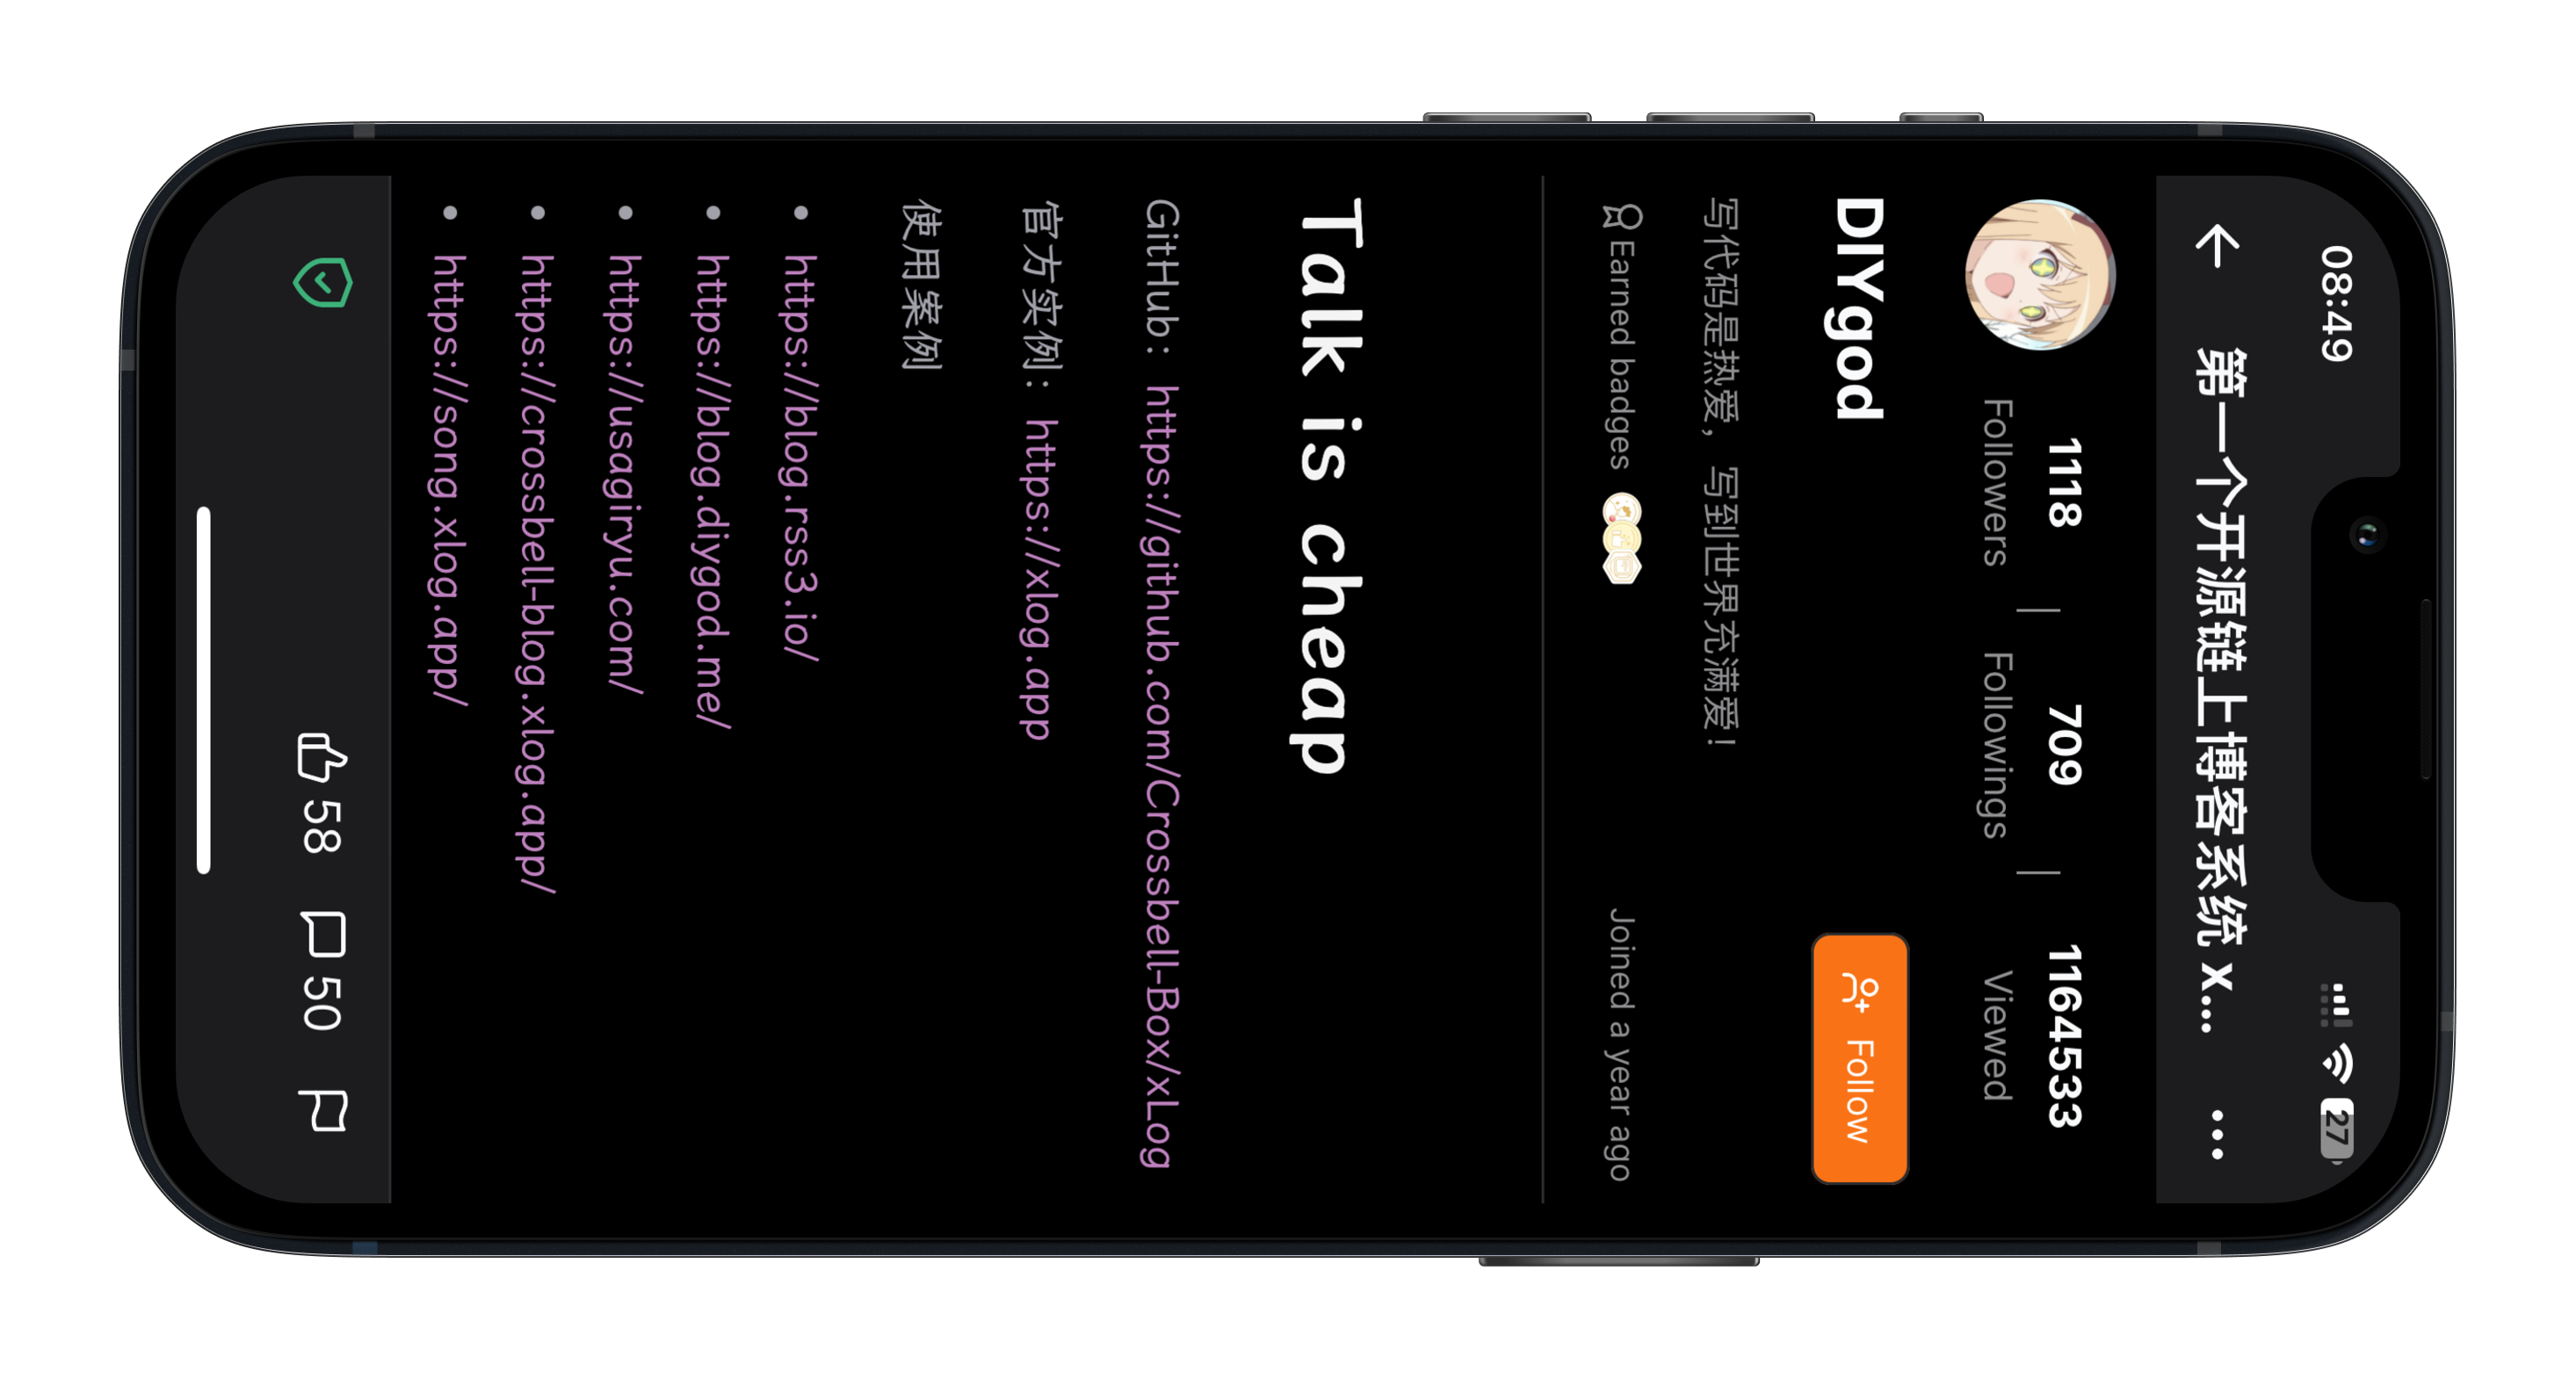 08:49 27
第一个开源链上博客系统 x... ...
1118 709 1164533
Followers | Followings | Viewed
DIYgod Follow
写代码是热爱，写到世界充满爱！
Earned badges Joined a year ago
Talk is cheap
GitHub：https://github.com/Crossbell-Box/xLog
官方实例：https://xlog.app
使用案例
• https://blog.rss3.io/
• https://blog.diygod.me/
• https://usagiryu.com/
• https://crossbell-blog.xlog.app/
• https://song.xlog.app/
58 50